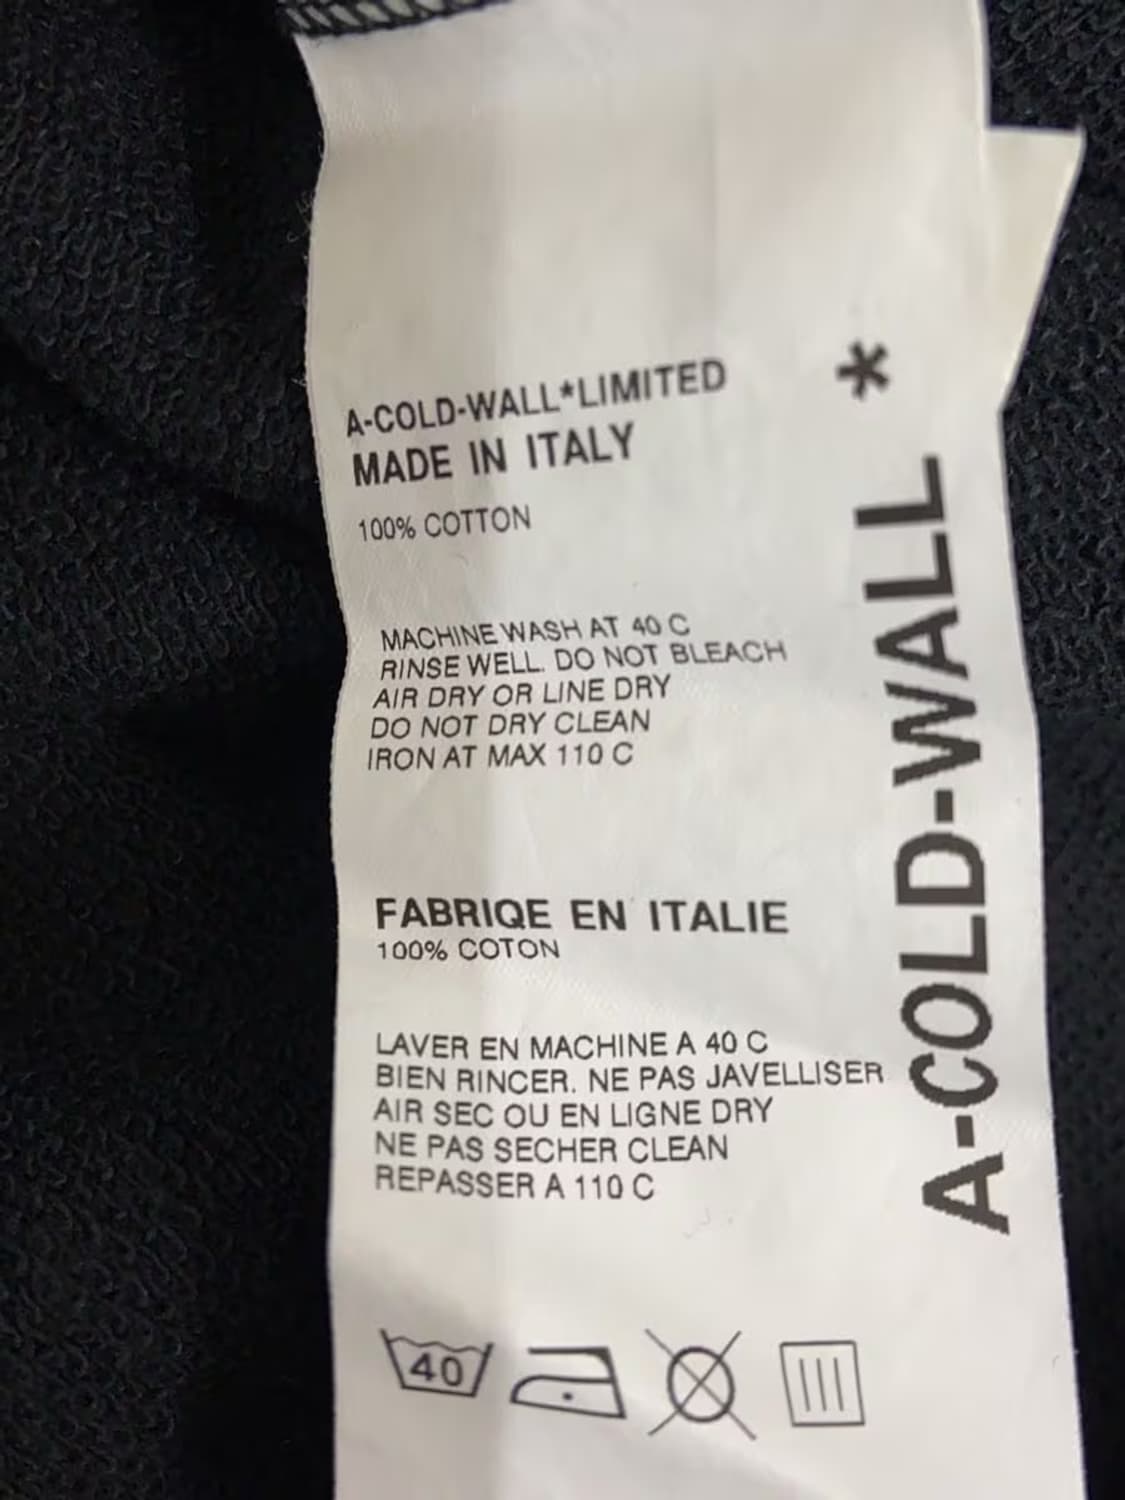 A-COLD-WALL*LIMITED
MADE IN ITALY
100% COTTON
MACHINE WASH AT 40 C
RINSE WELL. DO NOT BLEACH
AIR DRY OR LINE DRY
DO NOT DRY CLEAN
IRON AT MAX 110 C
FABRIQE EN ITALIE
100% COTON
LAVER EN MACHINE A 40 C
BIEN RINCER. NE PAS JAVELLISER
AIR SEC OU EN LIGNE DRY
NE PAS SECHER CLEAN
REPASSER A 110 C
40
A-COLD-WALL*